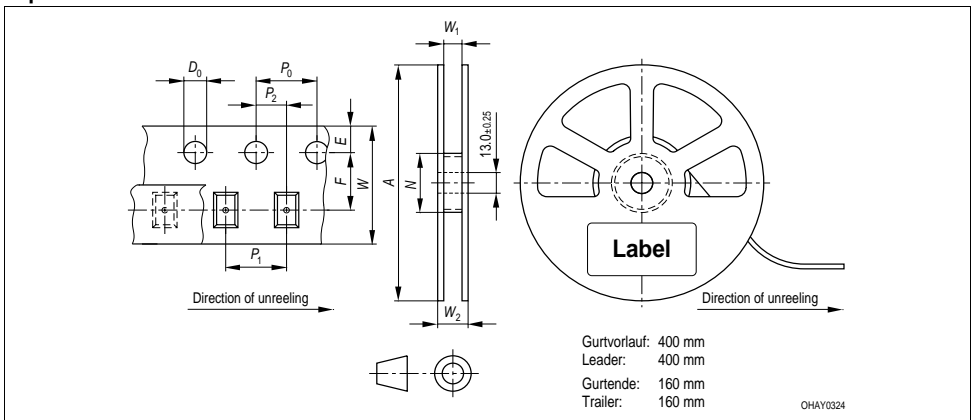 W₁
D₀
P₀
P₂
E
F
W
A
N
13.0±0.25
P₁
W₂
Label
Direction of unreeling
Direction of unreeling
Gurtvorlauf: 400 mm
Leader: 400 mm
Gurtende: 160 mm
Trailer: 160 mm
OHAY0324